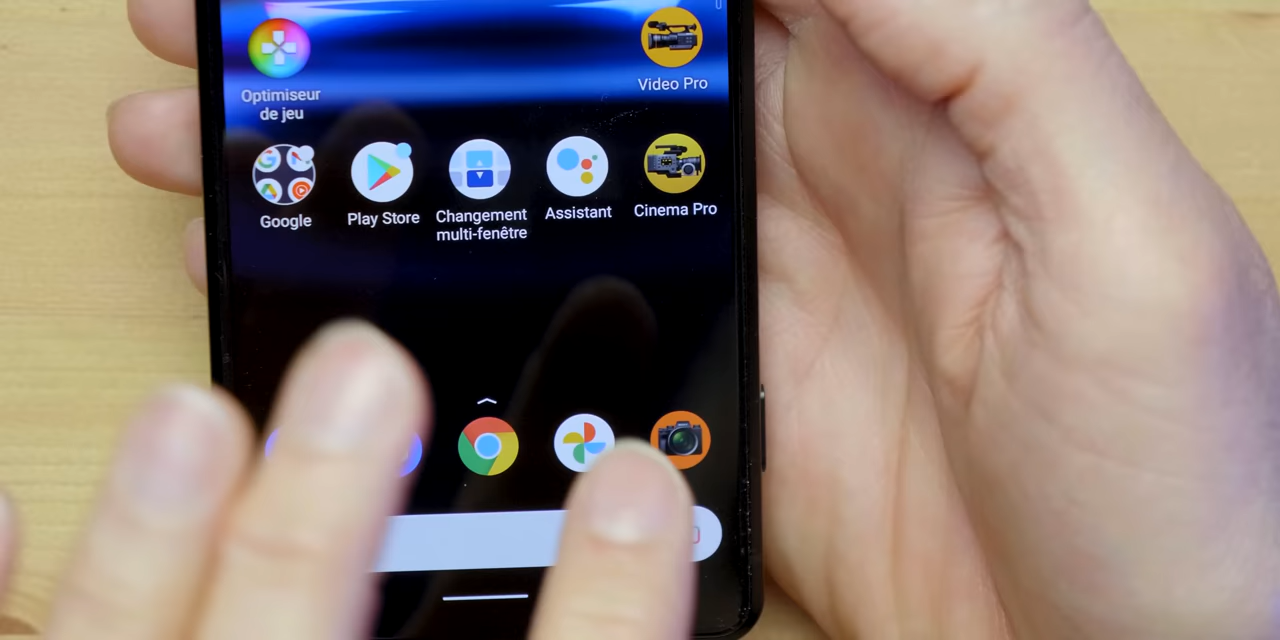 Optimiseur
de jeu
Video Pro
Google
Play Store
Changement
multi-fenêtre
Assistant
Cinema Pro